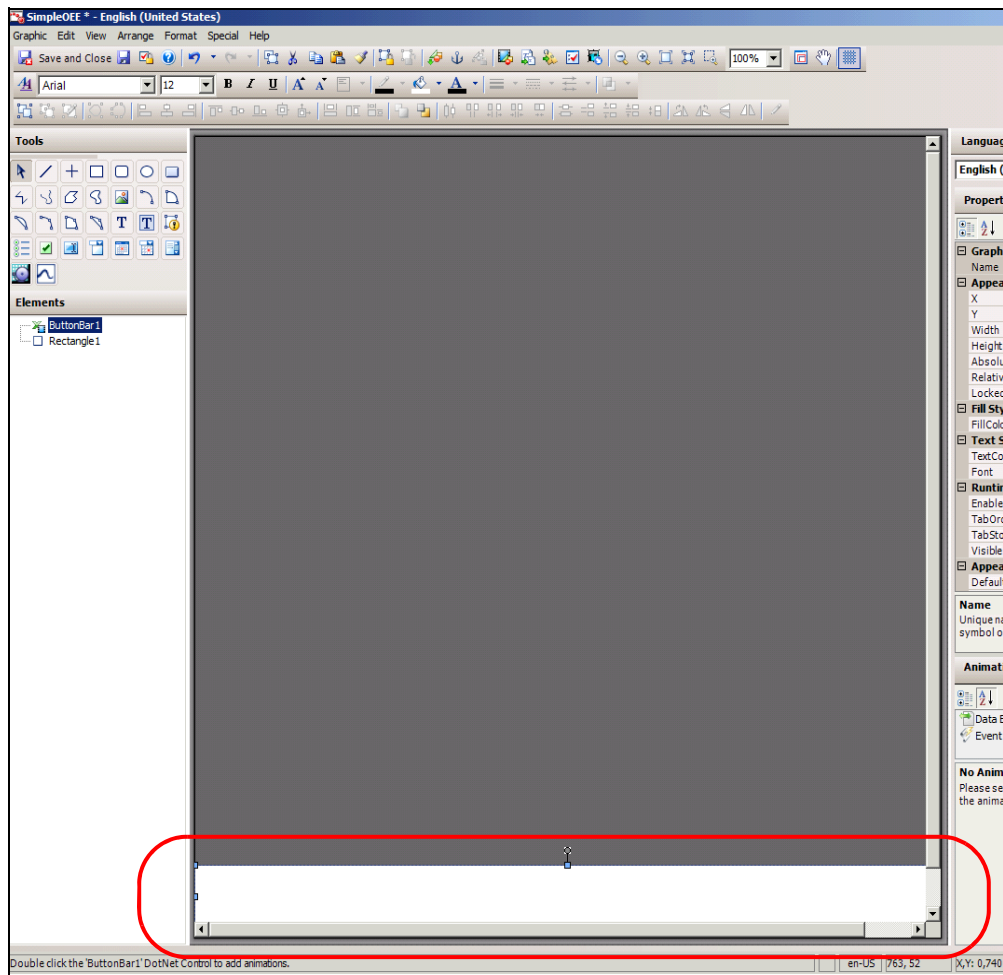 SimpleOEE * - English (United States)
Graphic Edit View Arrange Format Special Help
Save and Close 100%
Arial 12 B I U A A A
Tools
Languag
English (
Propert
Graph
Name
Appea
X
Y
Width
Height
Absolu
Relativ
Locked
Fill Sty
FillColo
Text S
TextCo
Font
Runtin
Enable
TabOrd
TabSto
Visible
Appea
Defaul
Name
Unique na
symbol o
Animat
Data B
Event
No Anim
Please se
the anima
T T
Elements
ButtonBar1
Rectangle1
Double click the 'ButtonBar1' DotNet Control to add animations.
en-US 763, 52 X,Y: 0,740